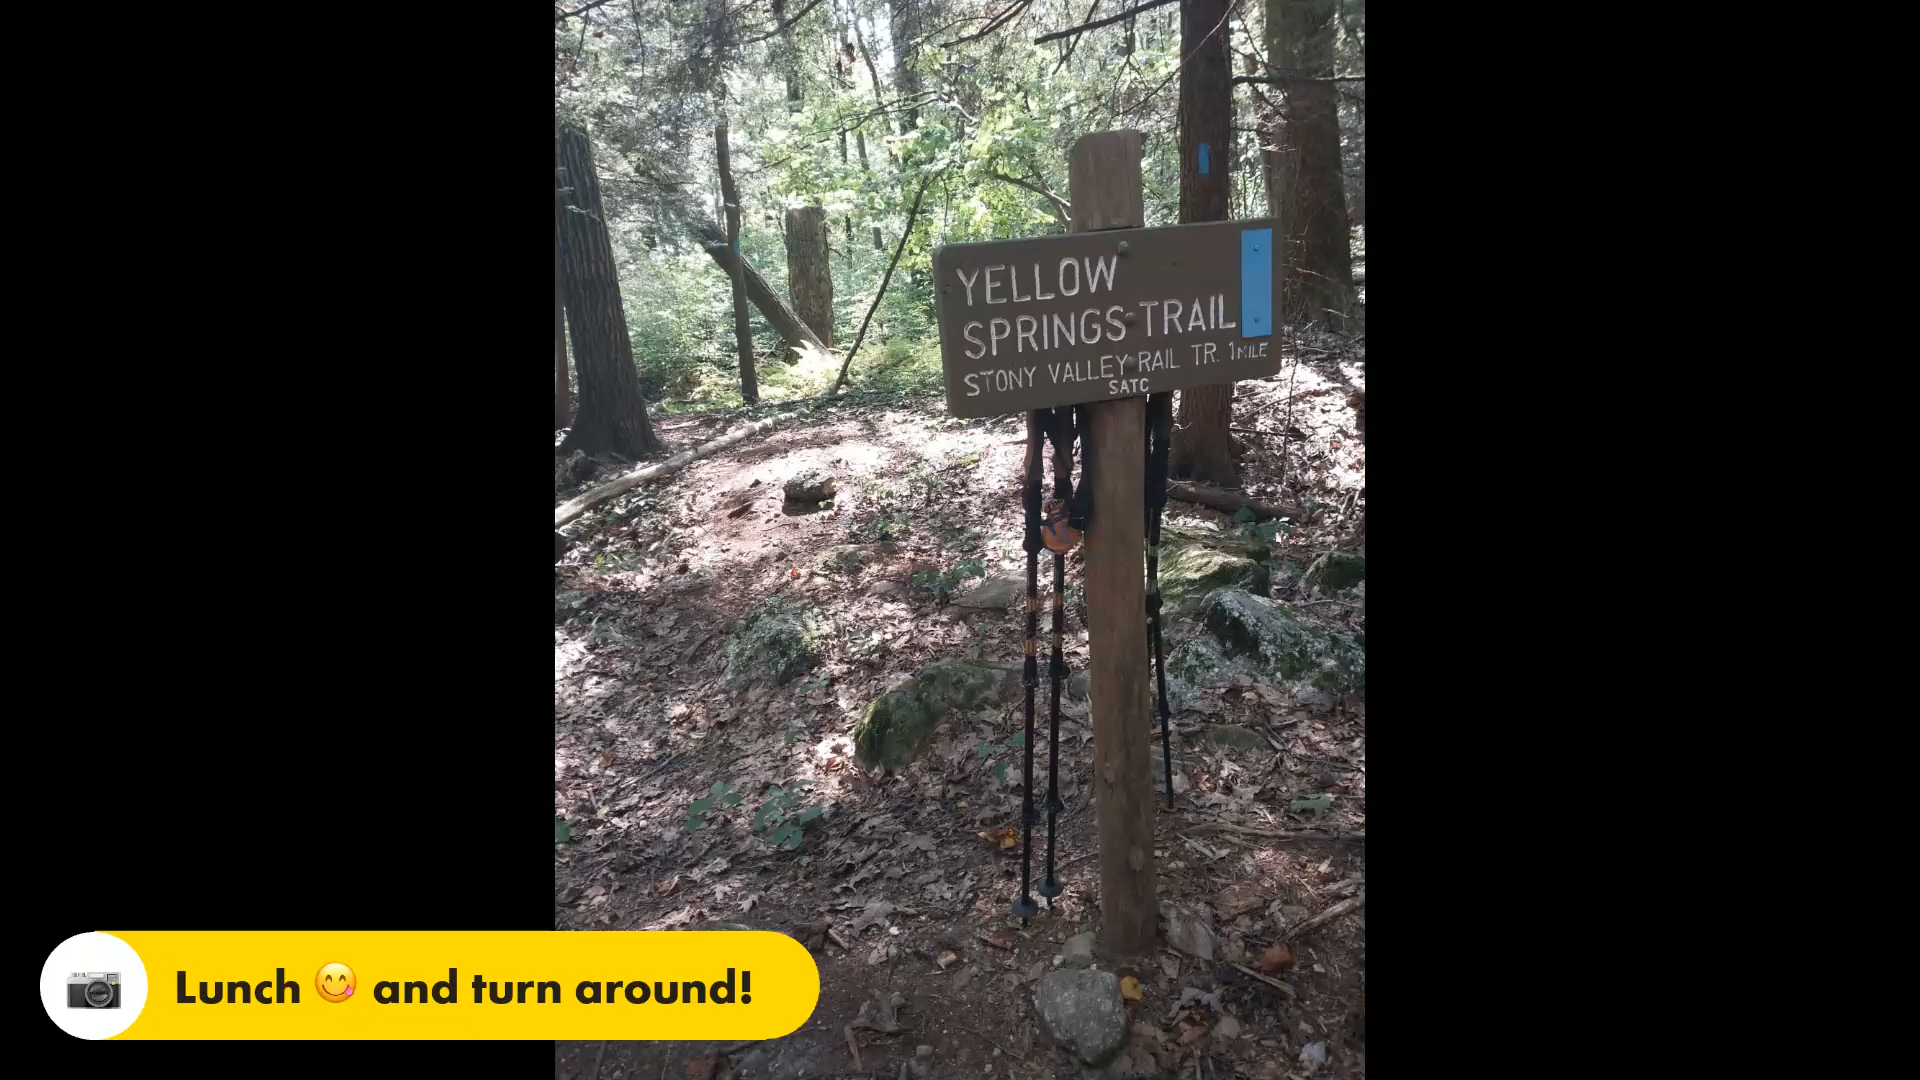 YELLOW
SPRINGS TRAIL
STONY VALLEY RAIL TR. 1 MILE
SATC
Lunch 😋 and turn around!